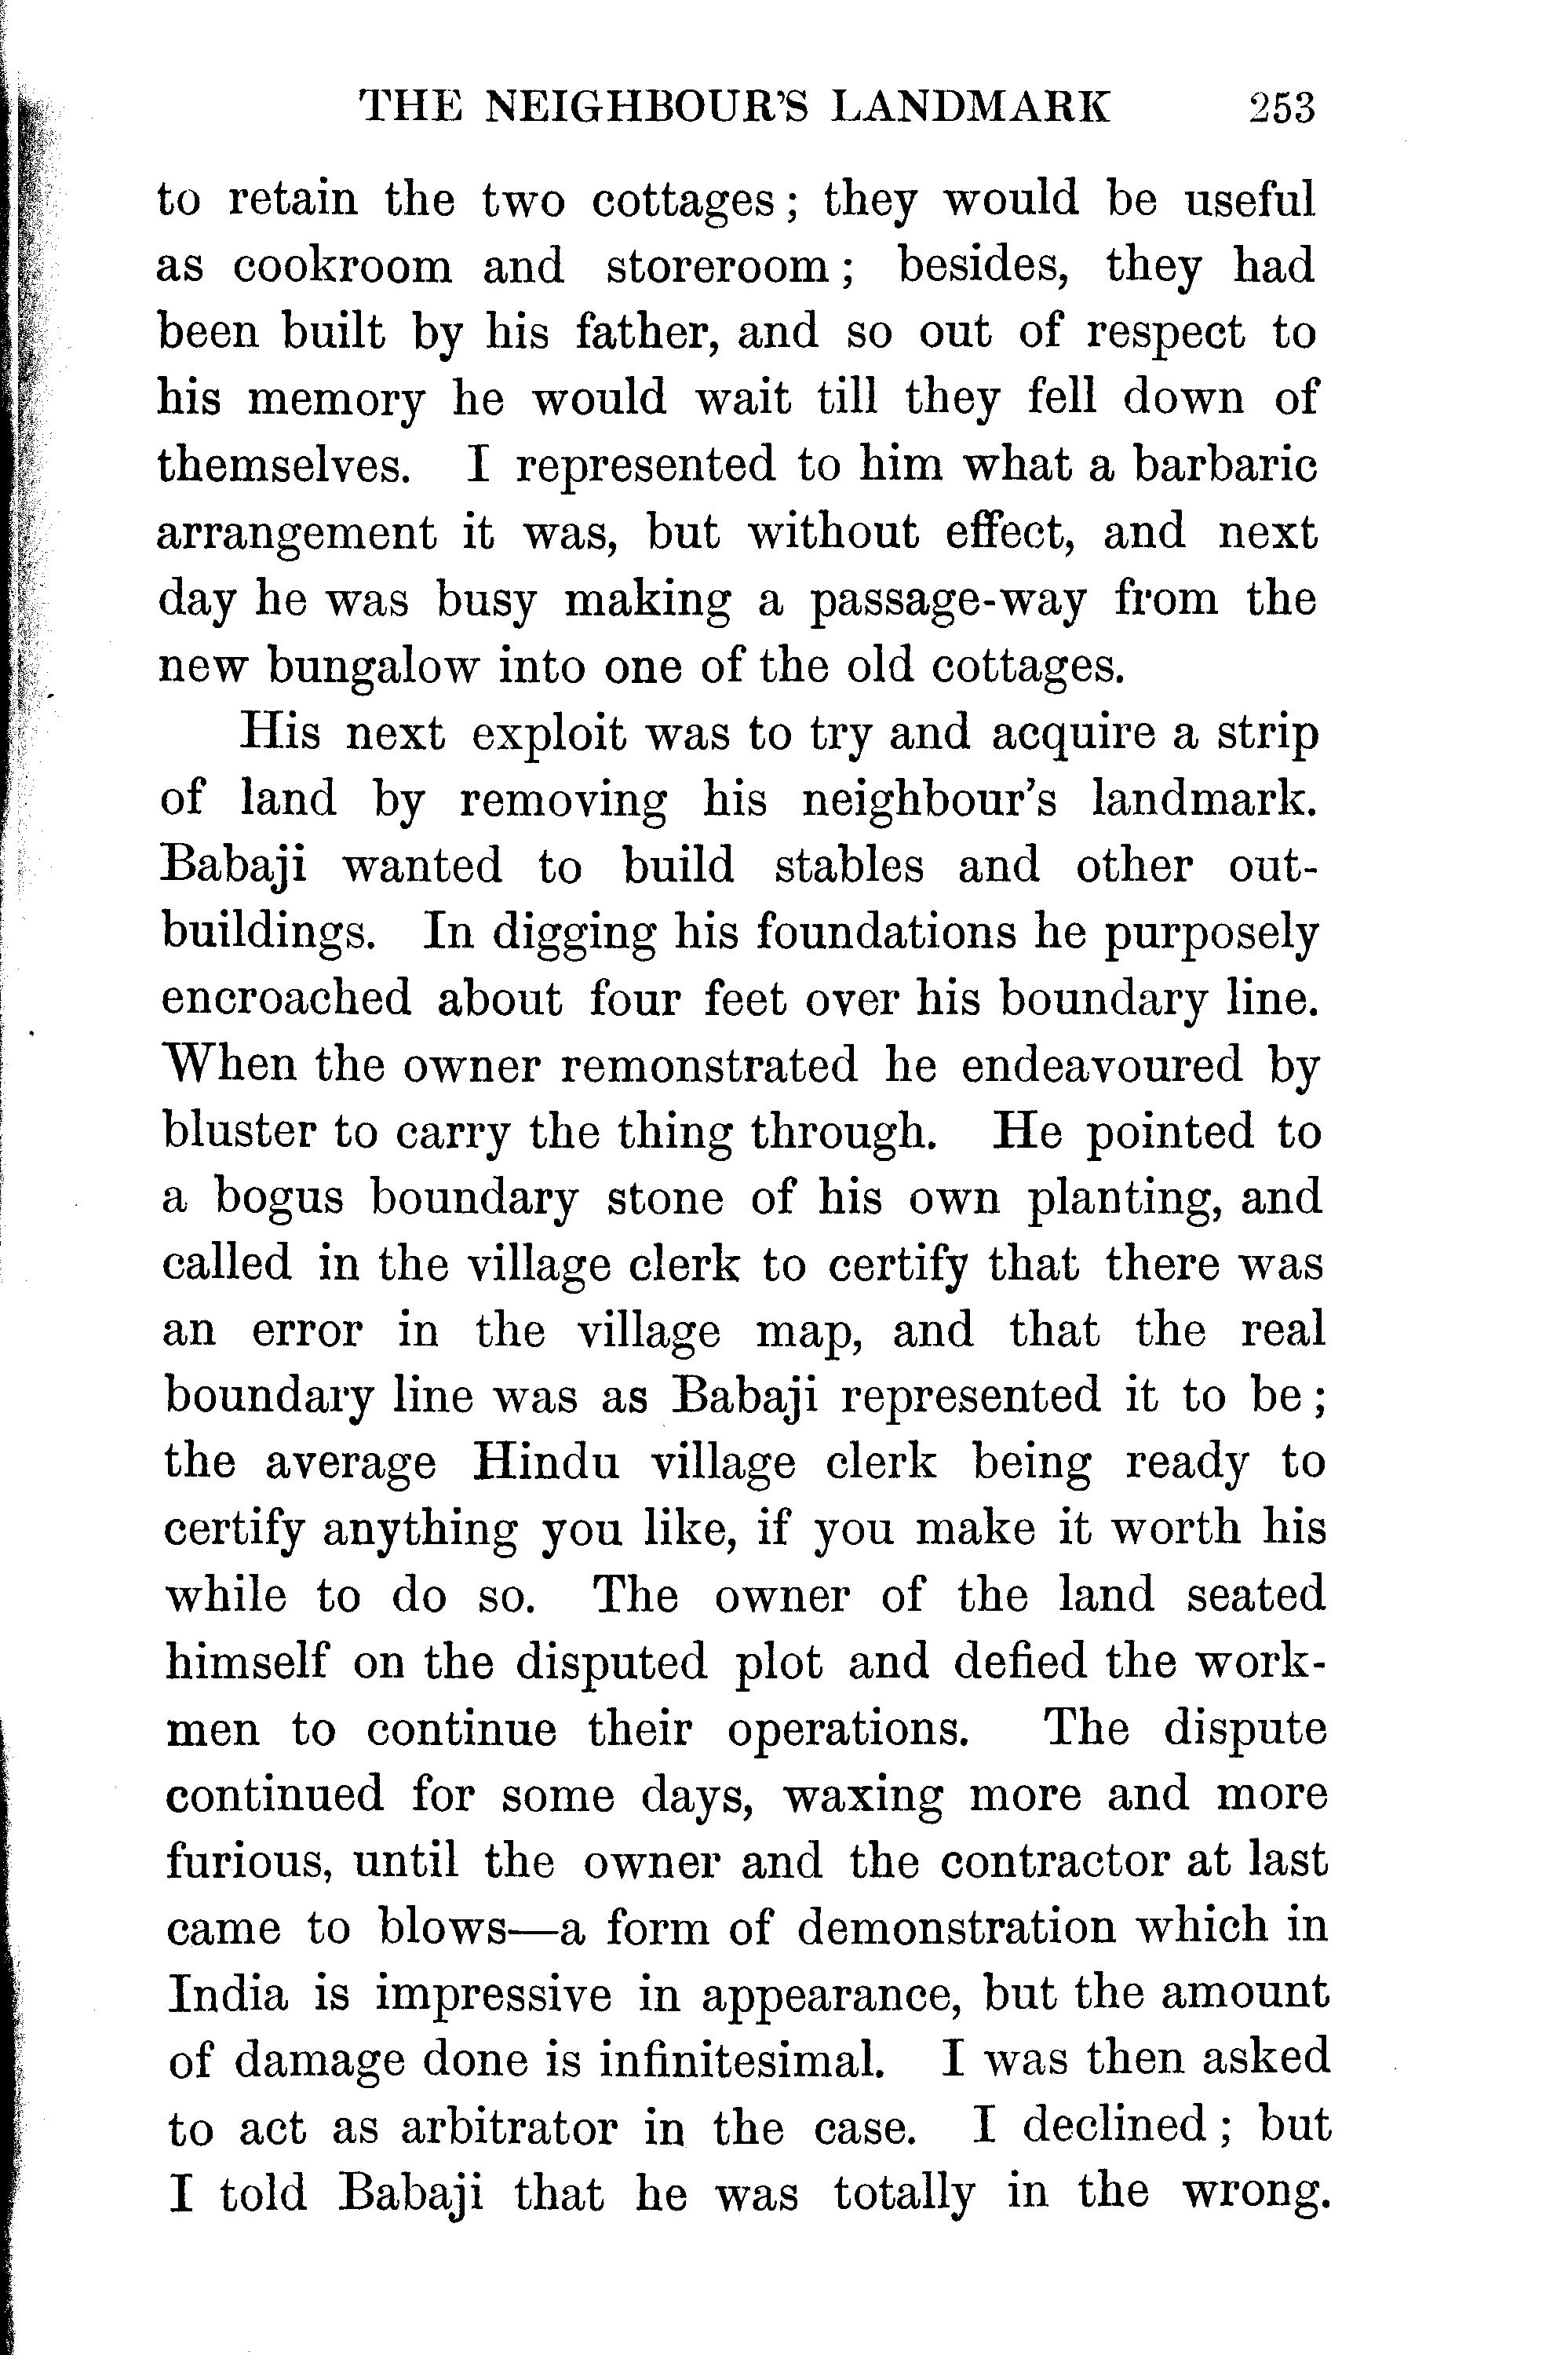 THE NEIGHBOUR'S LANDMARK 253
to retain the two cottages; they would be useful
as cookroom and storeroom; besides, they had
been built by his father, and so out of respect to
his memory he would wait till they fell down of
themselves. I represented to him what a barbaric
arrangement it was, but without effect, and next
day he was busy making a passage-way from the
new bungalow into one of the old cottages.
His next exploit was to try and acquire a strip
of land by removing his neighbour's landmark.
Babaji wanted to build stables and other out-
buildings. In digging his foundations he purposely
encroached about four feet over his boundary line.
When the owner remonstrated he endeavoured by
bluster to carry the thing through. He pointed to
a bogus boundary stone of his own planting, and
called in the village clerk to certify that there was
an error in the village map, and that the real
boundary line was as Babaji represented it to be;
the average Hindu village clerk being ready to
certify anything you like, if you make it worth his
while to do so. The owner of the land seated
himself on the disputed plot and defied the work-
men to continue their operations. The dispute
continued for some days, waxing more and more
furious, until the owner and the contractor at last
came to blows—a form of demonstration which in
India is impressive in appearance, but the amount
of damage done is infinitesimal. I was then asked
to act as arbitrator in the case. I declined; but
I told Babaji that he was totally in the wrong.